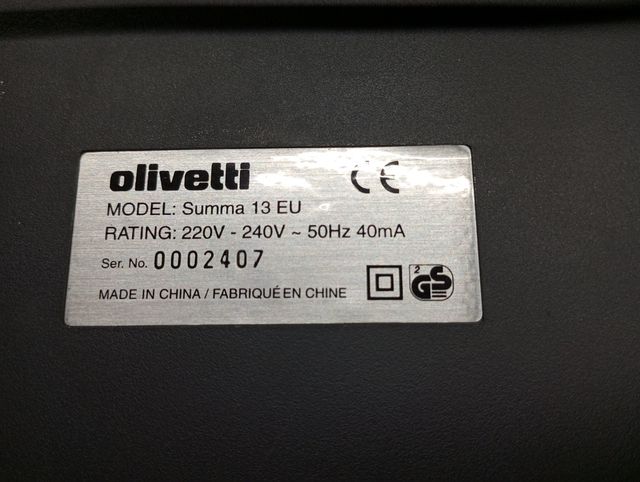 olivetti CE
MODEL: Summa 13 EU
RATING: 220V - 240V ~ 50Hz 40mA
Ser. No. 0002407
MADE IN CHINA / FABRIQUÉ EN CHINE
2
GS